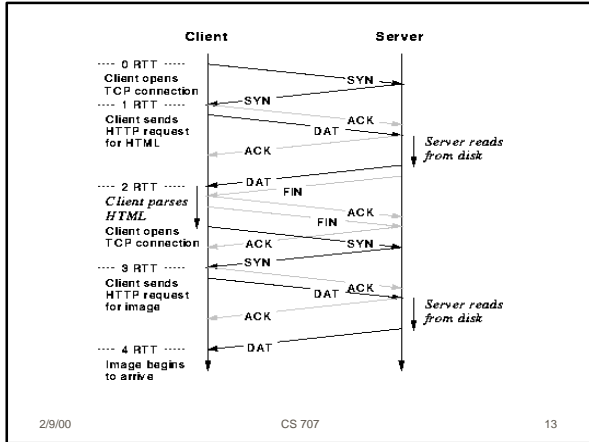 Client Server
---- 0 RTT ----
Client opens
TCP connection
SYN
---- 1 RTT ----
SYN
Client sends
HTTP request
for HTML
ACK
DAT
ACK
Server reads
from disk
---- 2 RTT ----
DAT
FIN
Client parses
HTML
ACK
FIN
Client opens
TCP connection
ACK
SYN
---- 3 RTT ----
SYN
Client sends
HTTP request
for image
ACK
DAT
ACK
Server reads
from disk
---- 4 RTT ----
DAT
Image begins
to arrive
2/9/00 CS 707 13